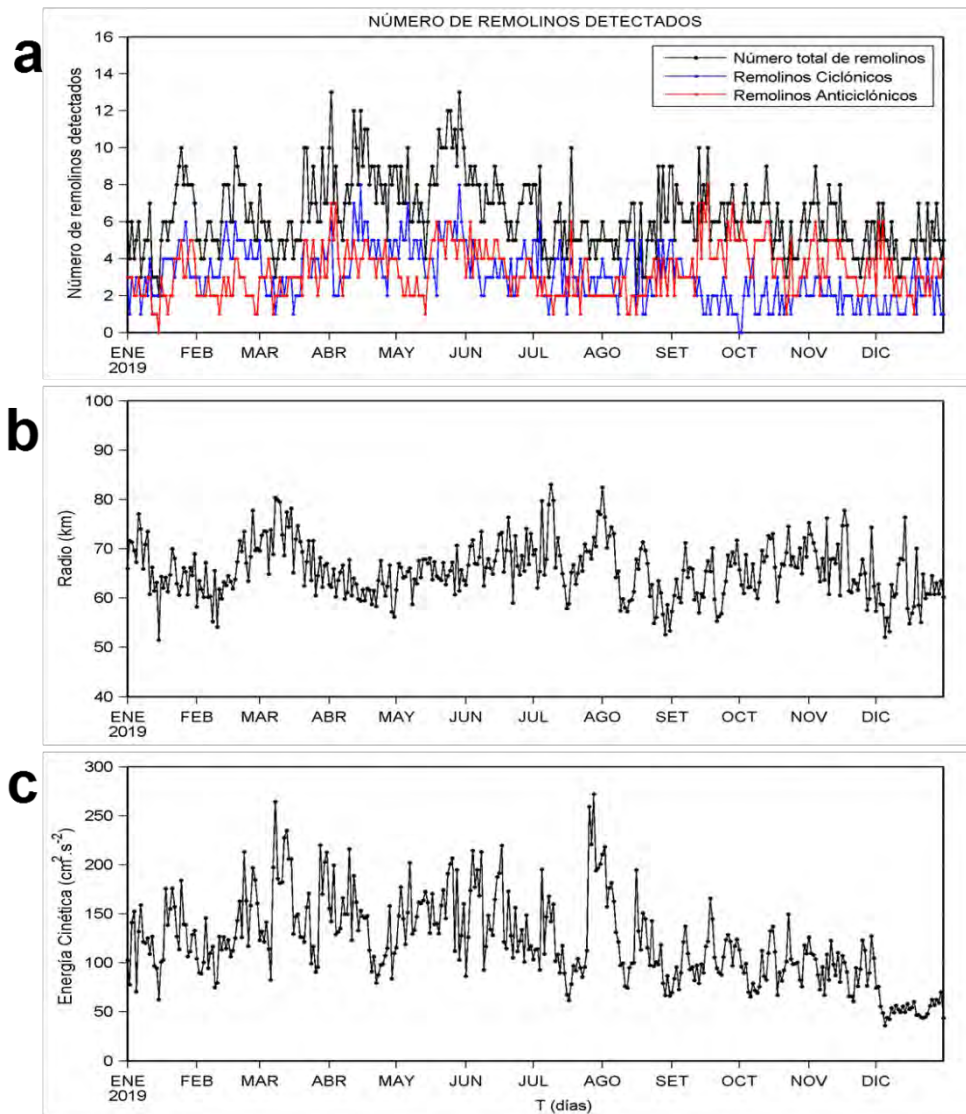 a
NÚMERO DE REMOLINOS DETECTADOS
Número de remolinos detectados
16
14
12
10
8
6
4
2
0
Número total de remolinos
Remolinos Ciclónicos
Remolinos Anticiclónicos
ENE FEB MAR ABR MAY JUN JUL AGO SET OCT NOV DIC
2019
b
Radio (km)
100
90
80
70
60
50
40
ENE FEB MAR ABR MAY JUN JUL AGO SET OCT NOV DIC
2019
c
Energía Cinética (cm².s⁻²)
300
250
200
150
100
50
0
ENE FEB MAR ABR MAY JUN JUL AGO SET OCT NOV DIC
2019
T (días)